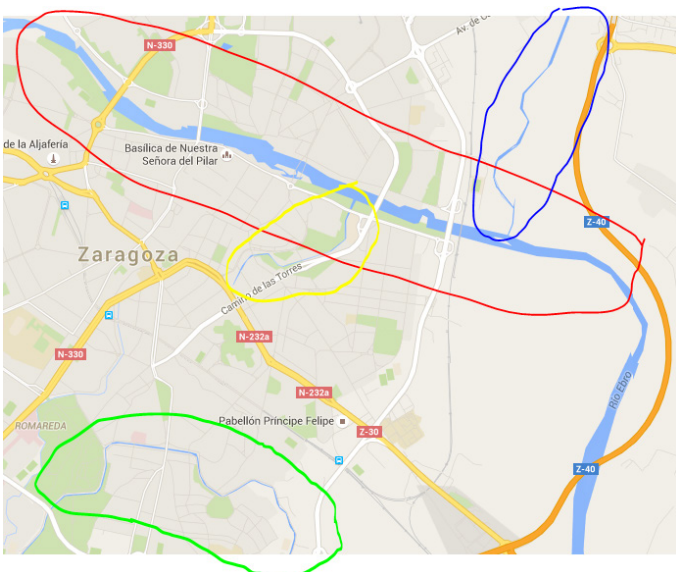 Av. de C
N-330
de la Aljafería
Basílica de Nuestra
Señora del Pilar
Z-40
Zaragoza
Camino de las Torres
N-232a
N-330
Río Ebro
N-232a
ROMAREDA
Pabellón Príncipe Felipe
Z-30
Z-40